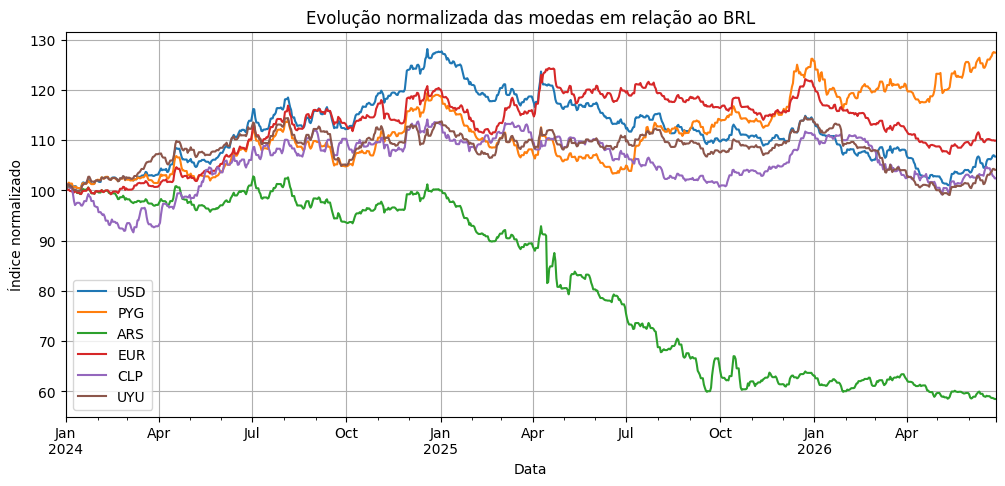 Evolução normalizada das moedas em relação ao BRL
130
120
110
100
90
80
70
60
Índice normalizado
USD
PYG
ARS
EUR
CLP
UYU
Jan Apr Jul Oct Jan Apr Jul Oct Jan Apr
2024 2025 2026
Data